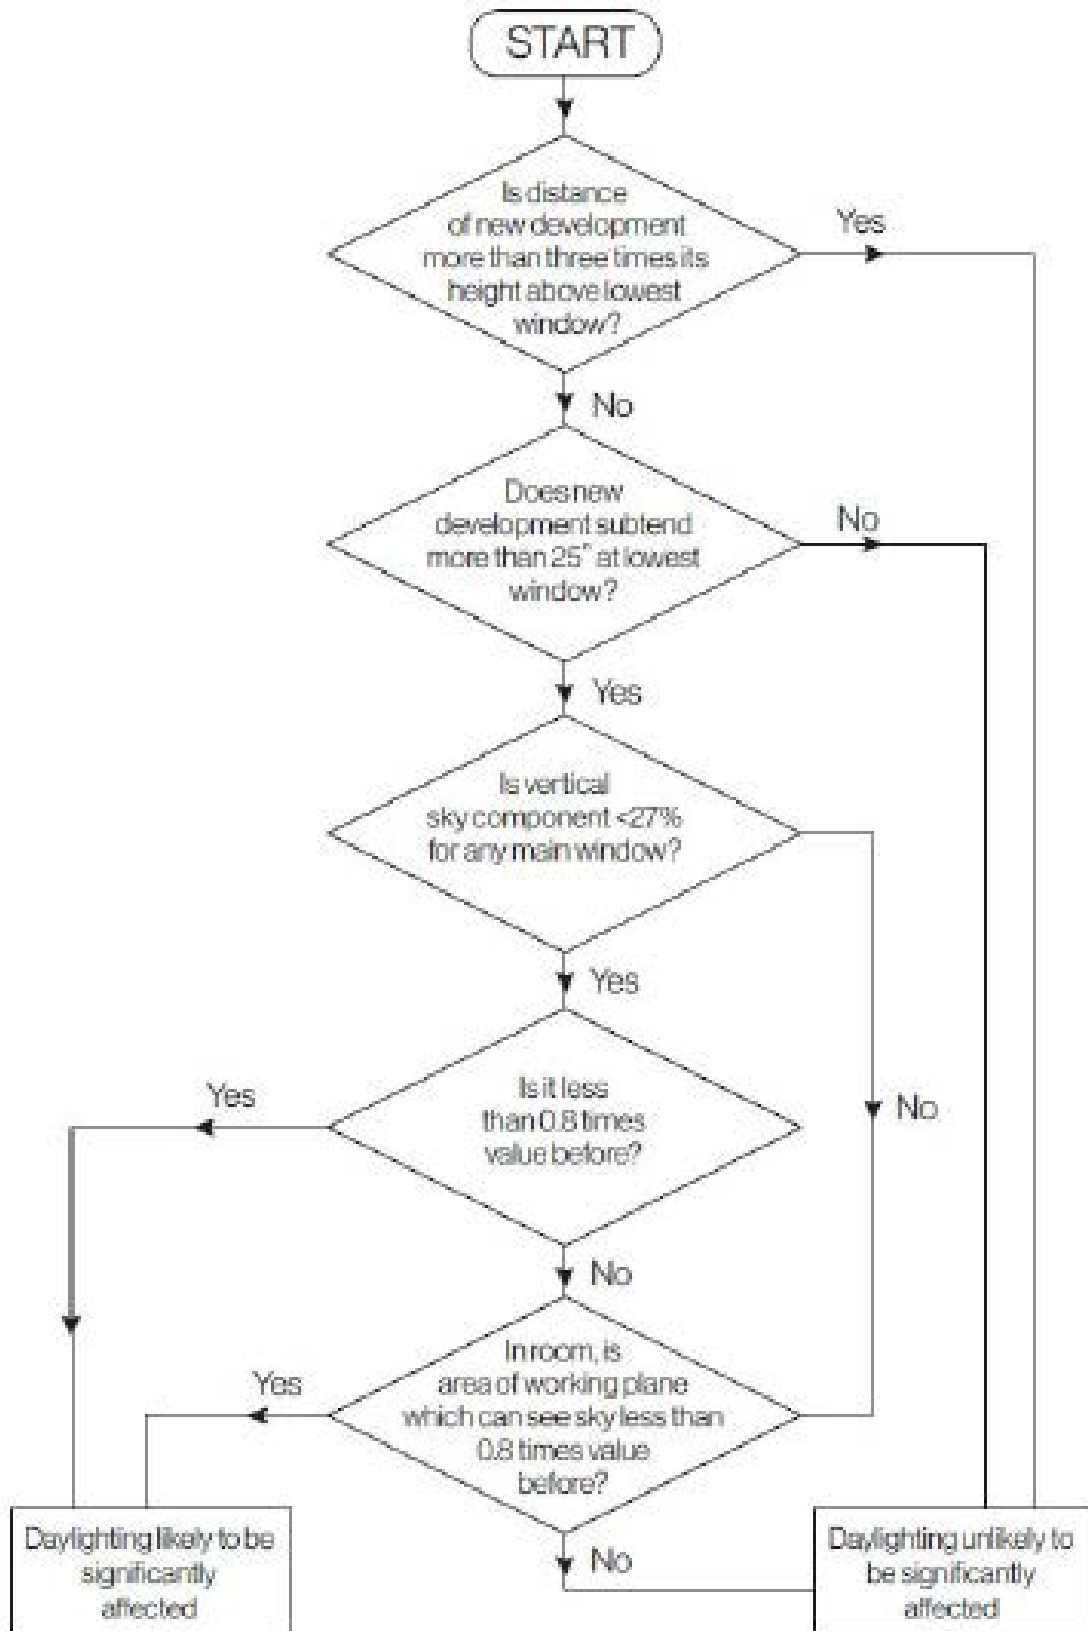 START
Is distance
of new development
more than three times its
height above lowest
window?
Yes
No
Does new
development subtend
more than 25° at lowest
window?
No
Yes
Is vertical
sky component <27%
for any main window?
Yes
No
Is it less
than 0.8 times
value before?
Yes
No
In room, is
area of working plane
which can see sky less than
0.8 times value
before?
Yes
No
Daylighting likely to be
significantly
affected
Daylighting unlikely to
be significantly
affected